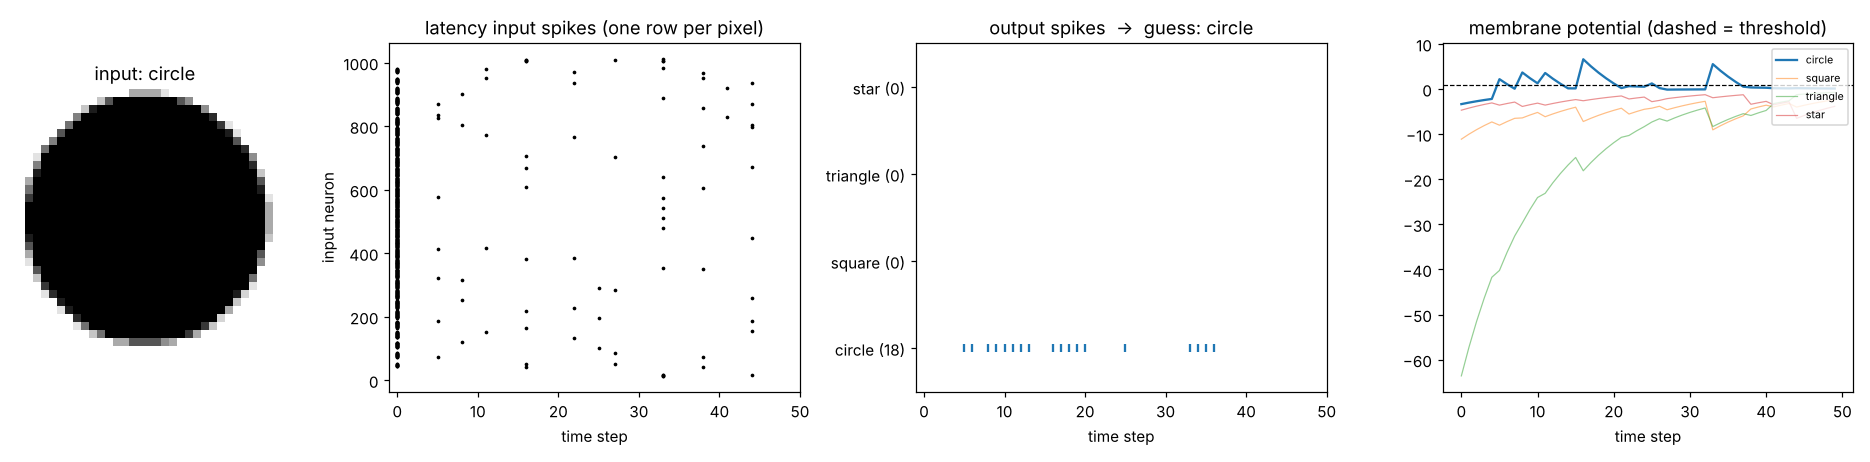 input: circle
latency input spikes (one row per pixel)
input neuron
1000
800
600
400
200
0
0 10 20 30 40 50
time step
output spikes → guess: circle
star (0)
triangle (0)
square (0)
circle (18)
0 10 20 30 40 50
time step
membrane potential (dashed = threshold)
10
0
−10
−20
−30
−40
−50
−60
circle
square
triangle
star
0 10 20 30 40 50
time step